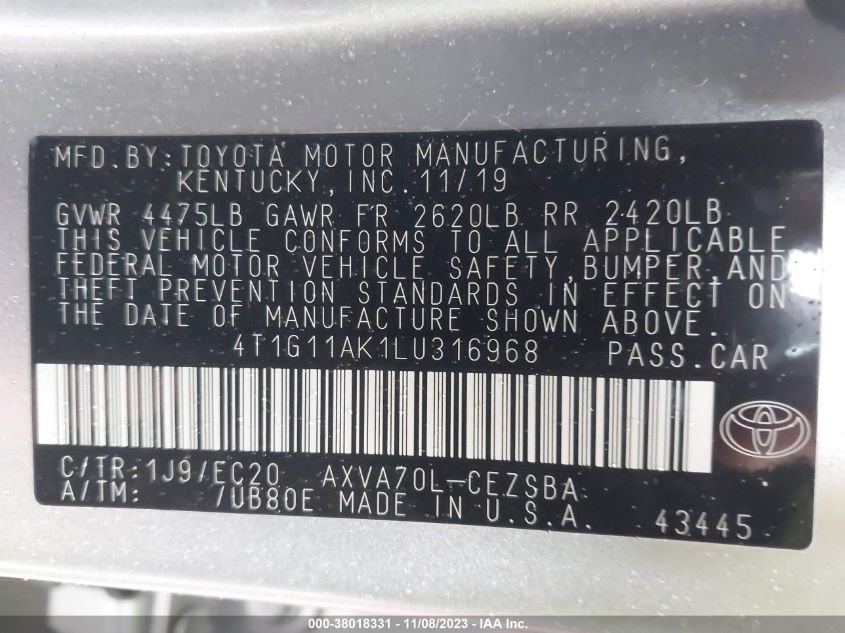 MFD.BY:TOYOTA MOTOR MANUFACTURING,
KENTUCKY,INC.11/19
GVWR 4475LB GAWR FR 2620LB RR 2420LB
THIS VEHICLE CONFORMS TO ALL APPLICABLE
FEDERAL MOTOR VEHICLE SAFETY,BUMPER,AND
THEFT PREVENTION STANDARDS IN EFFECT ON
THE DATE OF MANUFACTURE SHOWN ABOVE.
4T1G11AK1LU316968 PASS.CAR
C/TR:1J9/EC20 AXVA70L-CEZSBA
A/TM: /UB80E MADE IN U.S.A. 43445
000-38018331 - 11/08/2023 - IAA Inc.